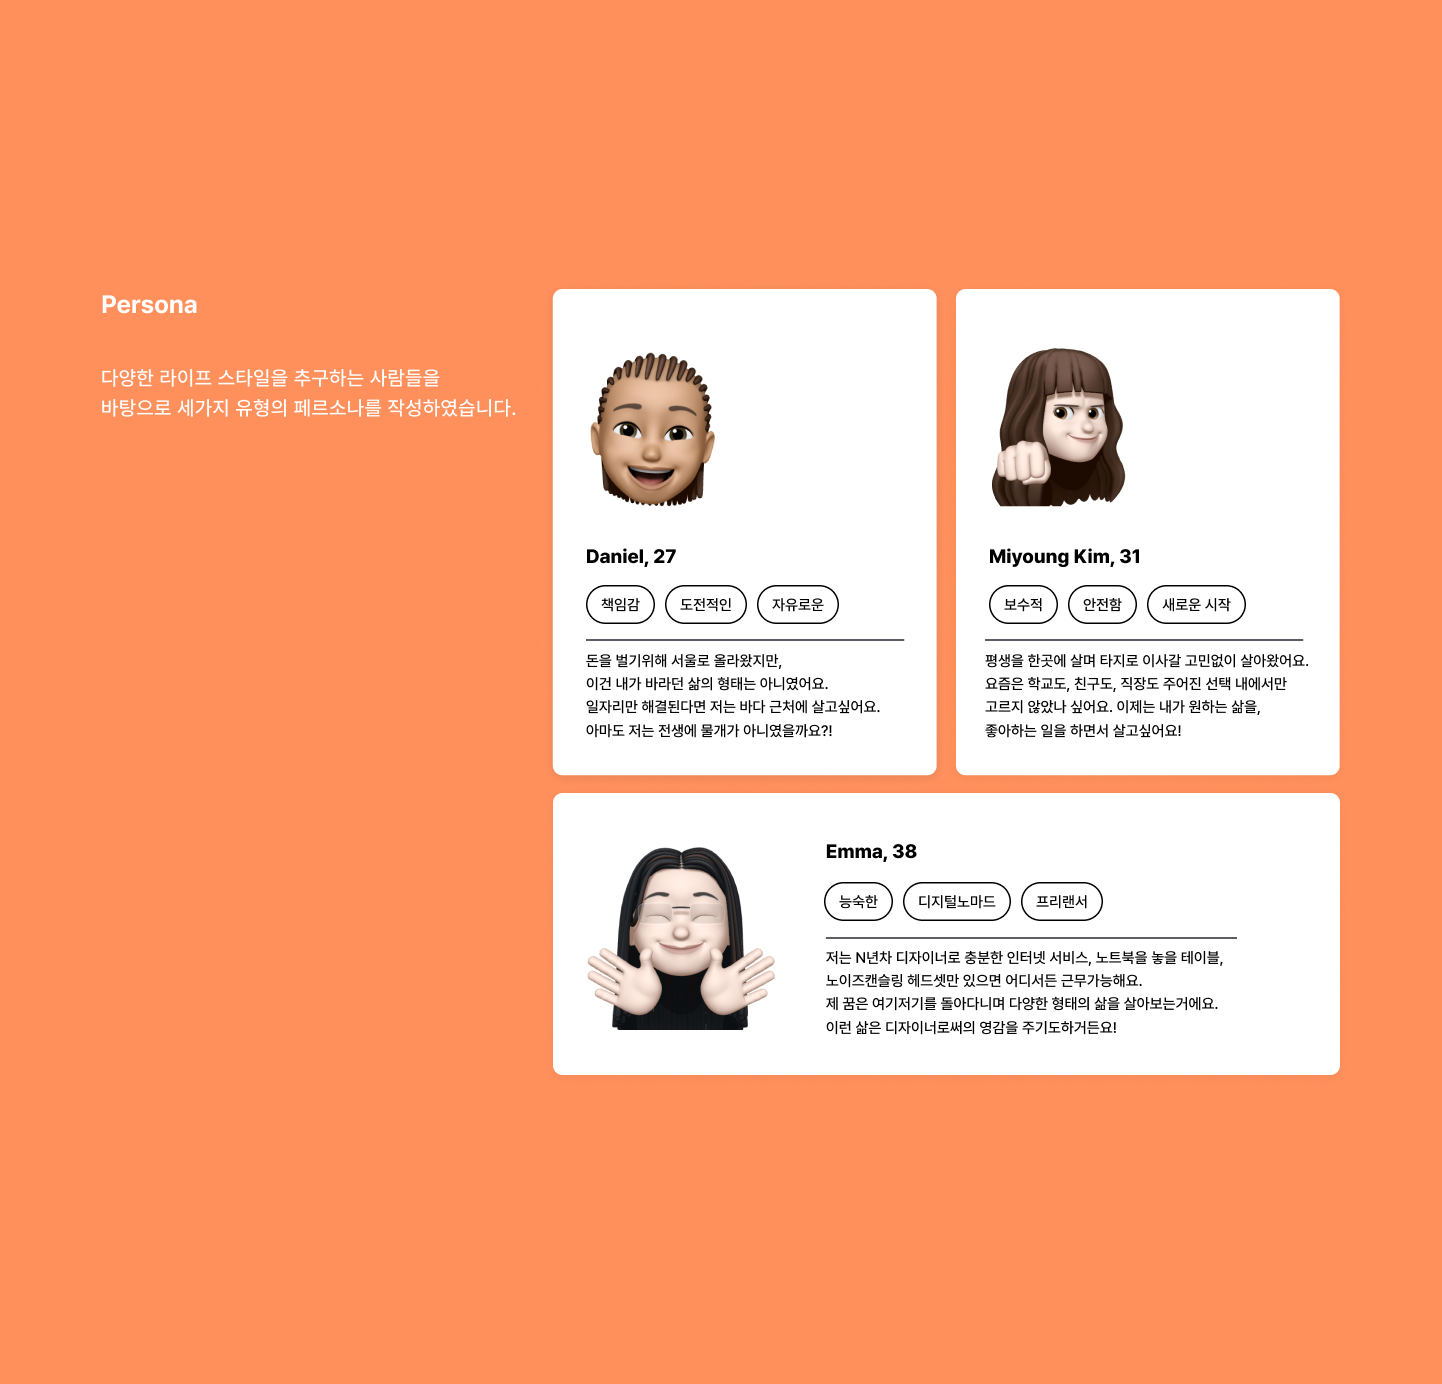 Persona
다양한 라이프 스타일을 추구하는 사람들을
바탕으로 세가지 유형의 페르소나를 작성하였습니다.
Daniel, 27
책임감 도전적인 자유로운
돈을 벌기위해 서울로 올라왔지만,
이건 내가 바라던 삶의 형태는 아니였어요.
일자리만 해결된다면 저는 바다 근처에 살고싶어요.
아마도 저는 전생에 물개가 아니였을까요?!
Miyoung Kim, 31
보수적 안전함 새로운 시작
평생을 한곳에 살며 타지로 이사갈 고민없이 살아왔어요.
요즘은 학교도, 친구도, 직장도 주어진 선택 내에서만
고르지 않았나 싶어요. 이제는 내가 원하는 삶을,
좋아하는 일을 하면서 살고싶어요!
Emma, 38
능숙한 디지털노마드 프리랜서
저는 N년차 디자이너로 충분한 인터넷 서비스, 노트북을 놓을 테이블,
노이즈캔슬링 헤드셋만 있으면 어디서든 근무가능해요.
제 꿈은 여기저기를 돌아다니며 다양한 형태의 삶을 살아보는거에요.
이런 삶은 디자이너로써의 영감을 주기도하거든요!